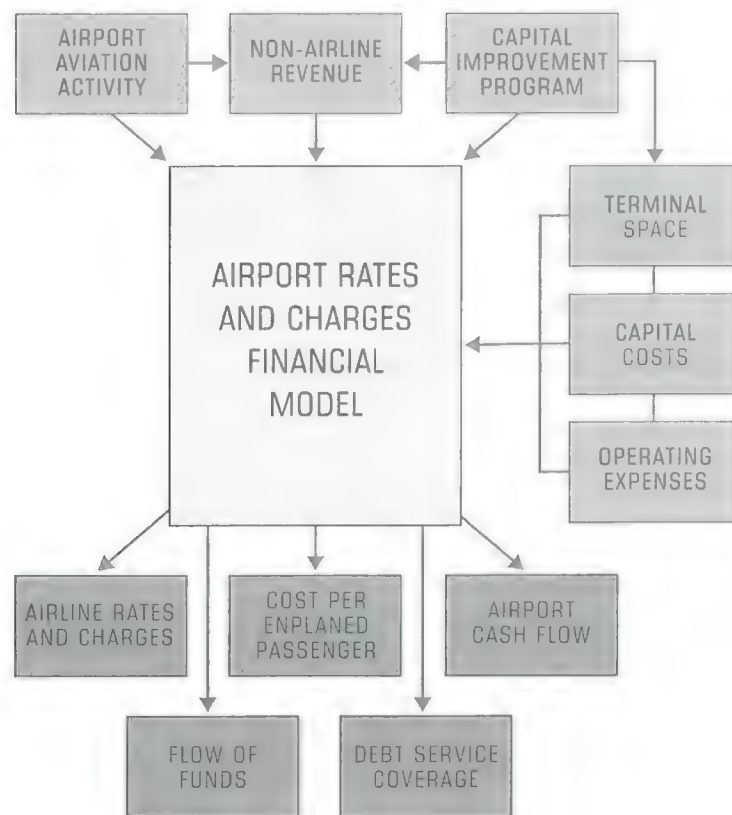 AIRPORT
AVIATION
ACTIVITY
NON-AIRLINE
REVENUE
CAPITAL
IMPROVEMENT
PROGRAM
TERMINAL
SPACE
AIRPORT RATES
AND CHARGES
FINANCIAL
MODEL
CAPITAL
COSTS
OPERATING
EXPENSES
AIRLINE RATES
AND CHARGES
COST PER
ENPLANED
PASSENGER
AIRPORT
CASH FLOW
FLOW OF
FUNDS
DEBT SERVICE
COVERAGE